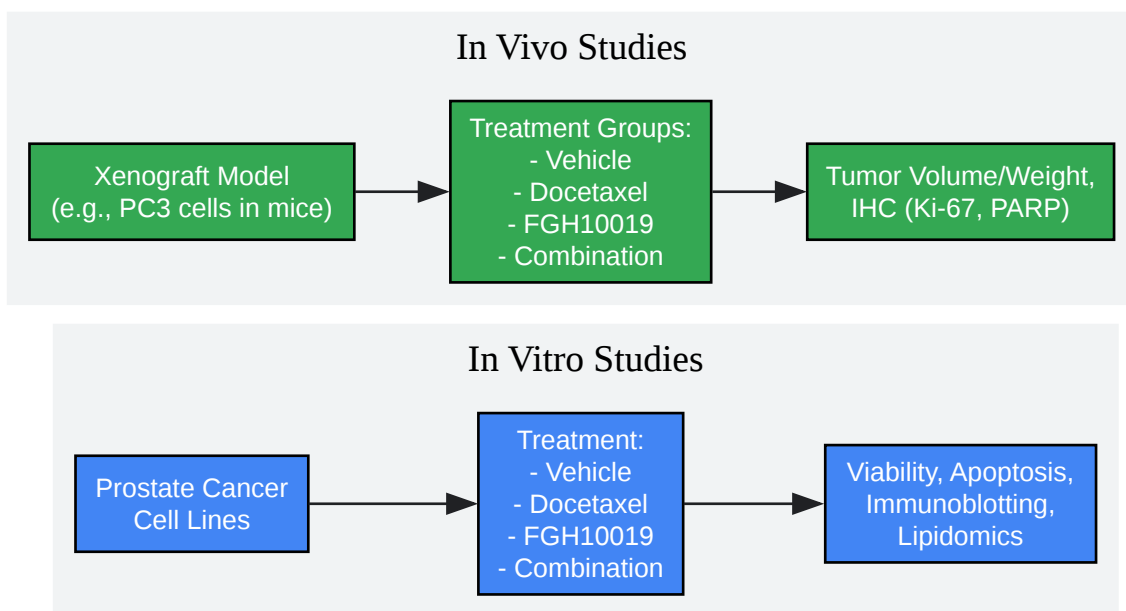 In Vivo Studies
Xenograft Model
(e.g., PC3 cells in mice)
Treatment Groups:
- Vehicle
- Docetaxel
- FGH10019
- Combination
Tumor Volume/Weight,
IHC (Ki-67, PARP)
In Vitro Studies
Prostate Cancer
Cell Lines
Treatment:
- Vehicle
- Docetaxel
- FGH10019
- Combination
Viability, Apoptosis,
Immunoblotting,
Lipidomics